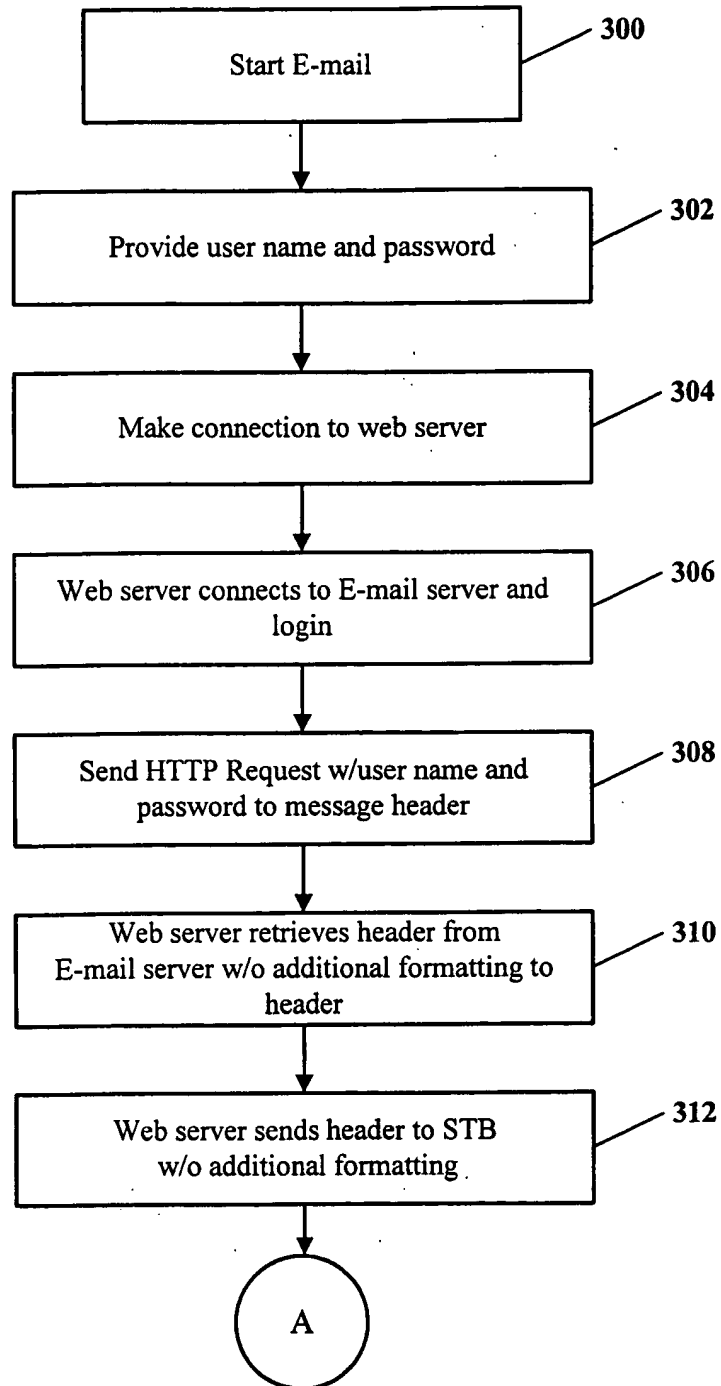 Start E-mail
300
Provide user name and password
302
Make connection to web server
304
Web server connects to E-mail server and
login
306
Send HTTP Request w/user name and
password to message header
308
Web server retrieves header from
E-mail server w/o additional formatting to
header
310
Web server sends header to STB
w/o additional formatting
312
A